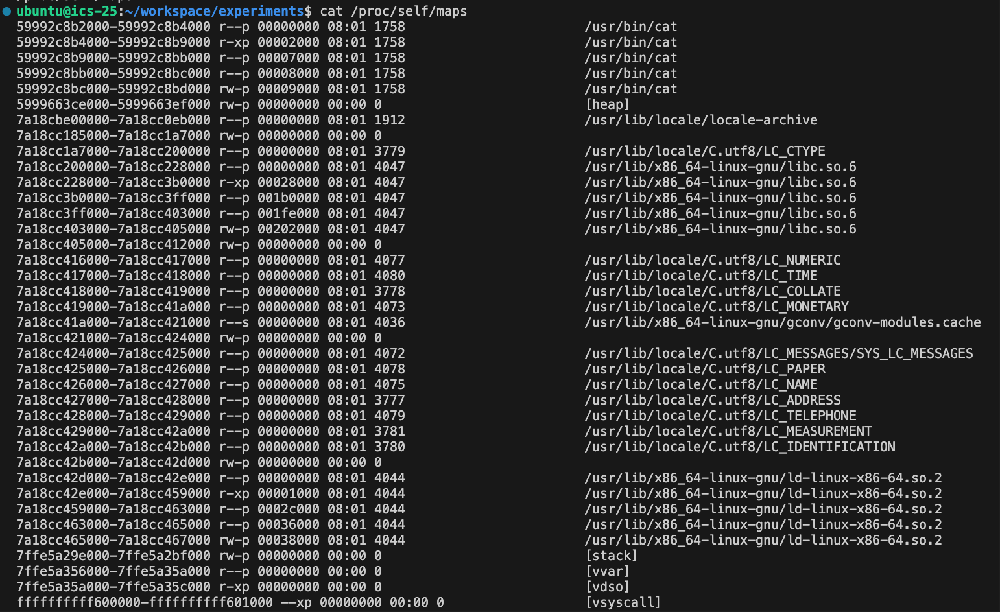 ubuntu@ics-25:~/workspace/experiments$ cat /proc/self/maps
59992c8b2000-59992c8b4000 r--p 00000000 08:01 1758 /usr/bin/cat
59992c8b4000-59992c8b9000 r-xp 00002000 08:01 1758 /usr/bin/cat
59992c8b9000-59992c8bb000 r--p 00007000 08:01 1758 /usr/bin/cat
59992c8bb000-59992c8bc000 r--p 00008000 08:01 1758 /usr/bin/cat
59992c8bc000-59992c8bd000 rw-p 00009000 08:01 1758 /usr/bin/cat
5999663ce000-5999663ef000 rw-p 00000000 00:00 0 [heap]
7a18cbe00000-7a18cc0eb000 r--p 00000000 08:01 1912 /usr/lib/locale/locale-archive
7a18cc185000-7a18cc1a7000 rw-p 00000000 00:00 0
7a18cc1a7000-7a18cc200000 r--p 00000000 08:01 3779 /usr/lib/locale/C.utf8/LC_CTYPE
7a18cc200000-7a18cc228000 r--p 00000000 08:01 4047 /usr/lib/x86_64-linux-gnu/libc.so.6
7a18cc228000-7a18cc3b0000 r-xp 00028000 08:01 4047 /usr/lib/x86_64-linux-gnu/libc.so.6
7a18cc3b0000-7a18cc3ff000 r--p 001b0000 08:01 4047 /usr/lib/x86_64-linux-gnu/libc.so.6
7a18cc3ff000-7a18cc403000 r--p 001fe000 08:01 4047 /usr/lib/x86_64-linux-gnu/libc.so.6
7a18cc403000-7a18cc405000 rw-p 00202000 08:01 4047 /usr/lib/x86_64-linux-gnu/libc.so.6
7a18cc405000-7a18cc412000 rw-p 00000000 00:00 0
7a18cc416000-7a18cc417000 r--p 00000000 08:01 4077 /usr/lib/locale/C.utf8/LC_NUMERIC
7a18cc417000-7a18cc418000 r--p 00000000 08:01 4080 /usr/lib/locale/C.utf8/LC_TIME
7a18cc418000-7a18cc419000 r--p 00000000 08:01 3778 /usr/lib/locale/C.utf8/LC_COLLATE
7a18cc419000-7a18cc41a000 r--p 00000000 08:01 4073 /usr/lib/locale/C.utf8/LC_MONETARY
7a18cc41a000-7a18cc421000 r--s 00000000 08:01 4036 /usr/lib/x86_64-linux-gnu/gconv/gconv-modules.cache
7a18cc421000-7a18cc424000 rw-p 00000000 00:00 0
7a18cc424000-7a18cc425000 r--p 00000000 08:01 4072 /usr/lib/locale/C.utf8/LC_MESSAGES/SYS_LC_MESSAGES
7a18cc425000-7a18cc426000 r--p 00000000 08:01 4078 /usr/lib/locale/C.utf8/LC_PAPER
7a18cc426000-7a18cc427000 r--p 00000000 08:01 4075 /usr/lib/locale/C.utf8/LC_NAME
7a18cc427000-7a18cc428000 r--p 00000000 08:01 3777 /usr/lib/locale/C.utf8/LC_ADDRESS
7a18cc428000-7a18cc429000 r--p 00000000 08:01 4079 /usr/lib/locale/C.utf8/LC_TELEPHONE
7a18cc429000-7a18cc42a000 r--p 00000000 08:01 3781 /usr/lib/locale/C.utf8/LC_MEASUREMENT
7a18cc42a000-7a18cc42b000 r--p 00000000 08:01 3780 /usr/lib/locale/C.utf8/LC_IDENTIFICATION
7a18cc42b000-7a18cc42d000 rw-p 00000000 00:00 0
7a18cc42d000-7a18cc42e000 r--p 00000000 08:01 4044 /usr/lib/x86_64-linux-gnu/ld-linux-x86-64.so.2
7a18cc42e000-7a18cc459000 r-xp 00001000 08:01 4044 /usr/lib/x86_64-linux-gnu/ld-linux-x86-64.so.2
7a18cc459000-7a18cc463000 r--p 0002c000 08:01 4044 /usr/lib/x86_64-linux-gnu/ld-linux-x86-64.so.2
7a18cc463000-7a18cc465000 r--p 00036000 08:01 4044 /usr/lib/x86_64-linux-gnu/ld-linux-x86-64.so.2
7a18cc465000-7a18cc467000 rw-p 00038000 08:01 4044 /usr/lib/x86_64-linux-gnu/ld-linux-x86-64.so.2
7ffe5a29e000-7ffe5a2bf000 rw-p 00000000 00:00 0 [stack]
7ffe5a356000-7ffe5a35a000 r--p 00000000 00:00 0 [vvar]
7ffe5a35a000-7ffe5a35c000 r-xp 00000000 00:00 0 [vdso]
ffffffffff600000-ffffffffff601000 --xp 00000000 00:00 0 [vsyscall]